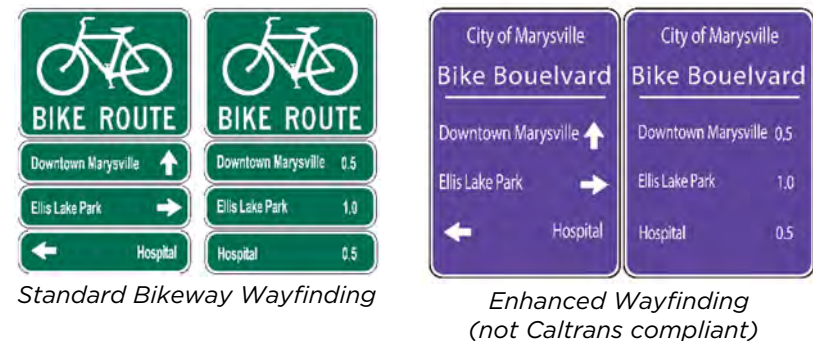 BIKE ROUTE
Downtown Marysville
Ellis Lake Park
Hospital
BIKE ROUTE
Downtown Marysville 0.5
Ellis Lake Park 1.0
Hospital 0.5
Standard Bikeway Wayfinding
City of Marysville
Bike Bouelvard
Downtown Marysville
Ellis Lake Park
Hospital
City of Marysville
Bike Bouelvard
Downtown Marysville 0.5
Ellis Lake Park 1.0
Hospital 0.5
Enhanced Wayfinding
(not Caltrans compliant)